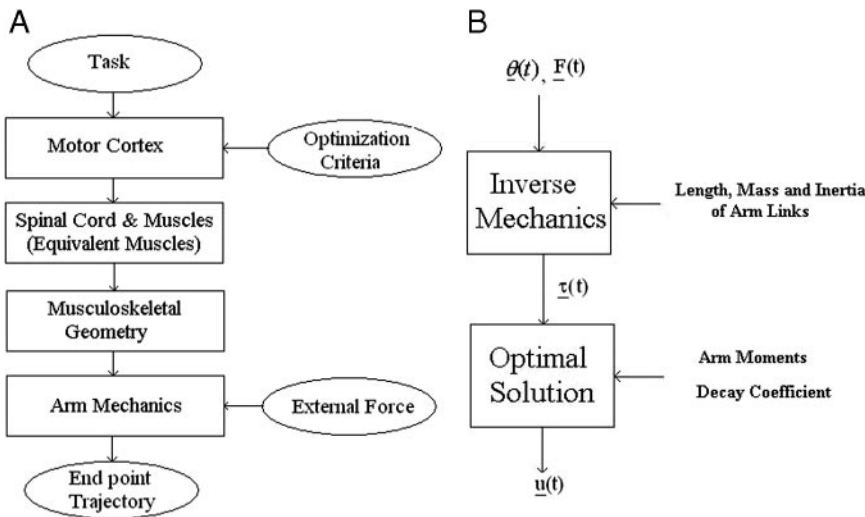 A
Task
Motor Cortex
Optimization
Criteria
Spinal Cord & Muscles
(Equivalent Muscles)
Musculoskeletal
Geometry
Arm Mechanics
External Force
End point
Trajectory
B
θ(t), F(t)
Inverse
Mechanics
Length, Mass and Inertia
of Arm Links
τ(t)
Optimal
Solution
Arm Moments
Decay Coefficient
u(t)